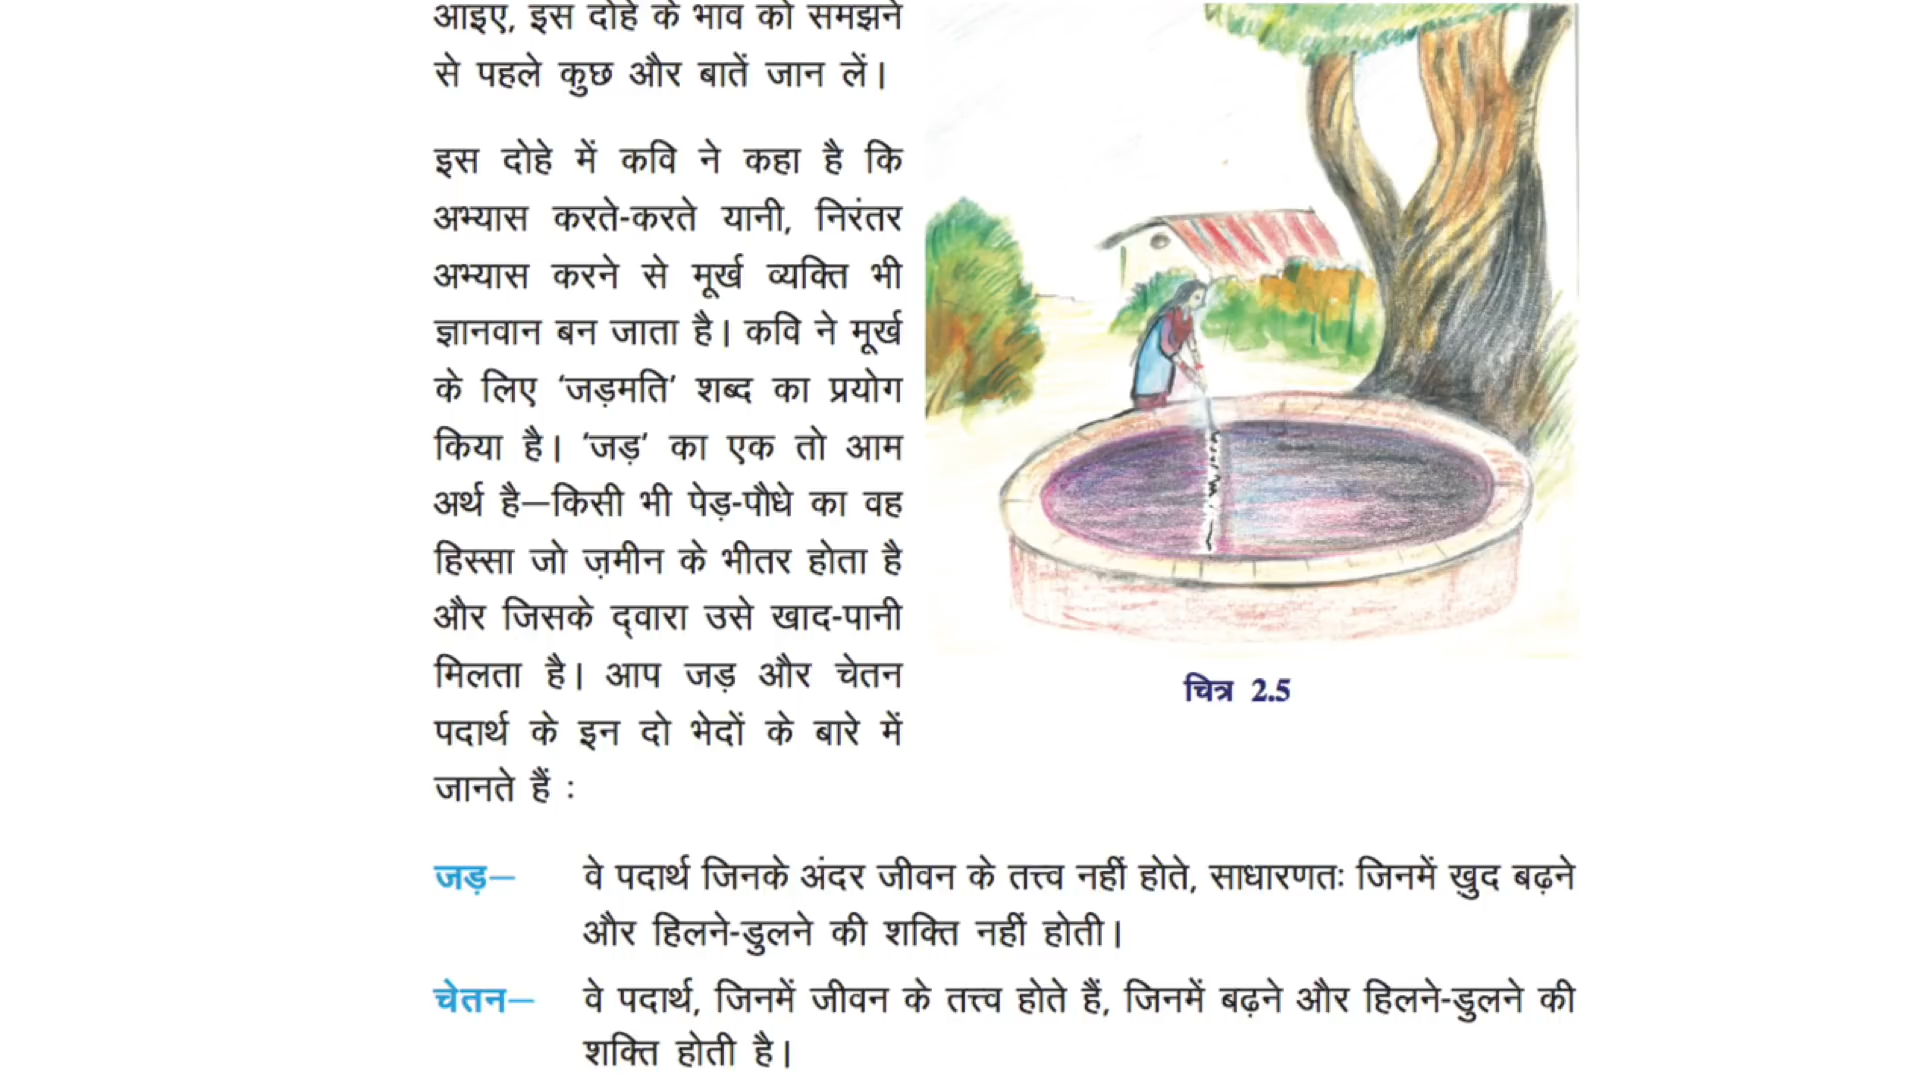 आइए, इस दोहे के भाव को समझने
से पहले कुछ और बातें जान लें।
इस दोहे में कवि ने कहा है कि
अभ्यास करते-करते यानी, निरंतर
अभ्यास करने से मूर्ख व्यक्ति भी
ज्ञानवान बन जाता है। कवि ने मूर्ख
के लिए ‘जड़मति’ शब्द का प्रयोग
किया है। ‘जड़’ का एक तो आम
अर्थ है—किसी भी पेड़-पौधे का वह
हिस्सा जो ज़मीन के भीतर होता है
और जिसके द्‌वारा उसे खाद-पानी
मिलता है। आप जड़ और चेतन
पदार्थ के इन दो भेदों के बारे में
जानते हैं :
चित्र 2.5
जड़— वे पदार्थ जिनके अंदर जीवन के तत्त्व नहीं होते, साधारणतः जिनमें खुद बढ़ने
और हिलने-डुलने की शक्ति नहीं होती।
चेतन— वे पदार्थ, जिनमें जीवन के तत्त्व होते हैं, जिनमें बढ़ने और हिलने-डुलने की
शक्ति होती है।